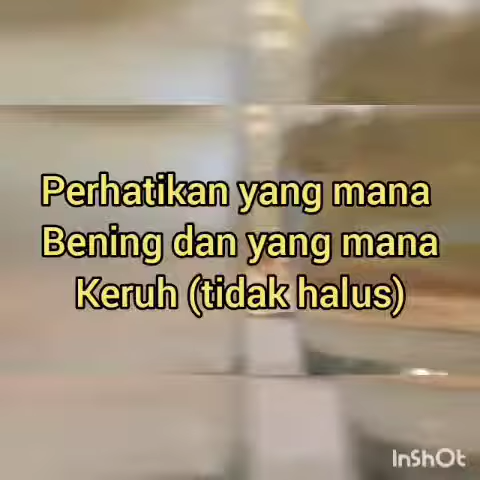 Perhatikan yang mana
Bening dan yang mana
Keruh (tidak halus)
InShOt